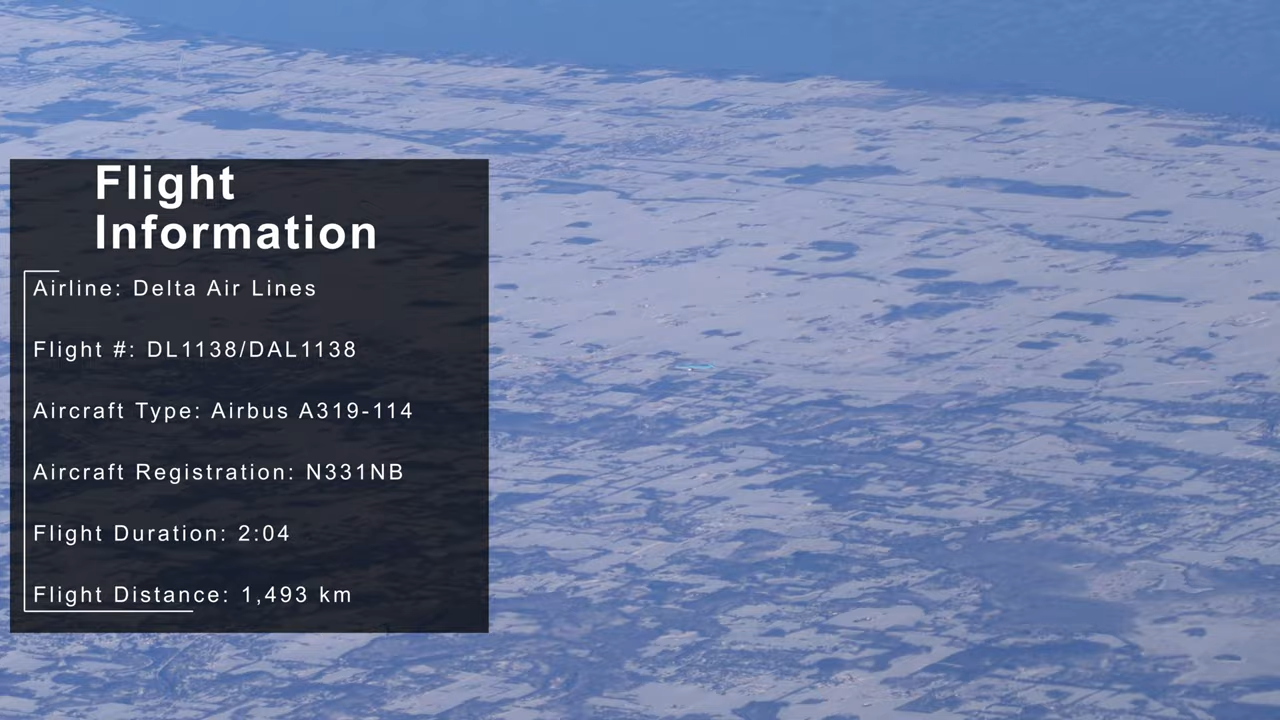 Flight
Information
Airline: Delta Air Lines
Flight #: DL1138/DAL1138
Aircraft Type: Airbus A319-114
Aircraft Registration: N331NB
Flight Duration: 2:04
Flight Distance: 1,493 km